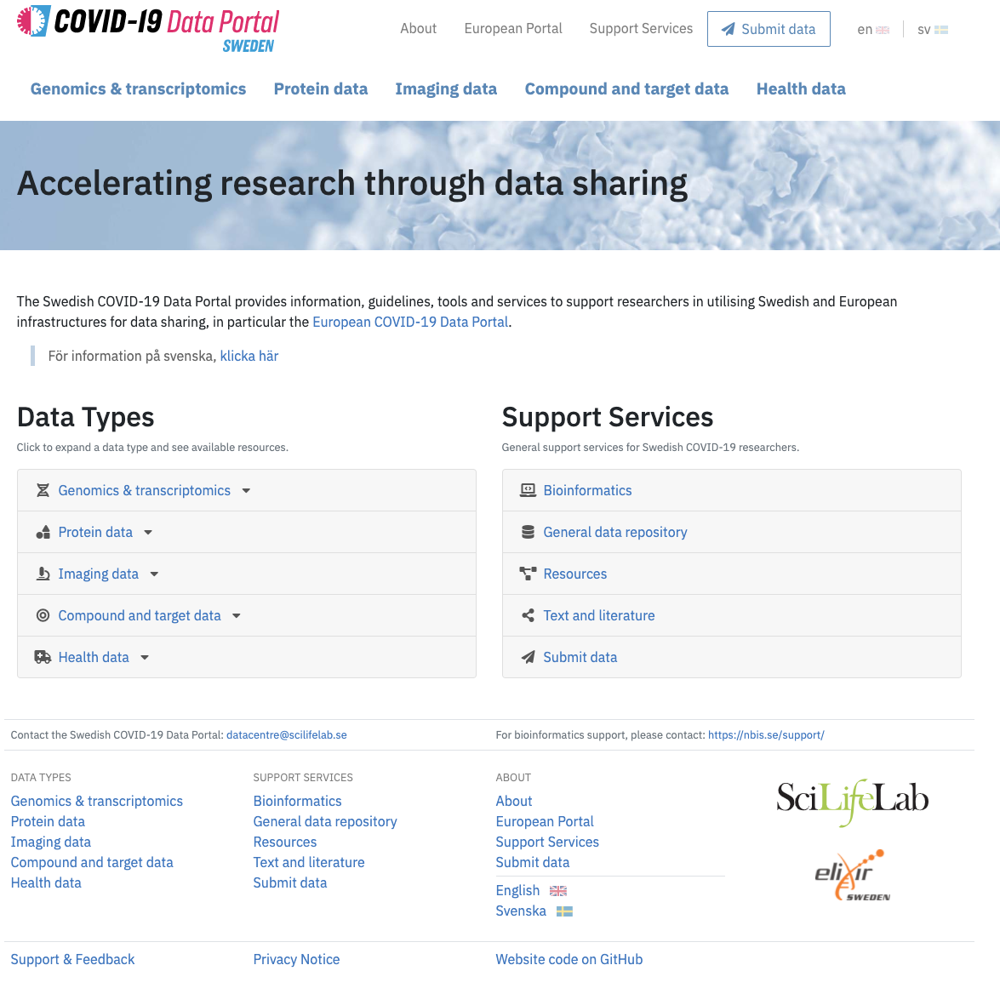 COVID-19 Data Portal
SWEDEN
About European Portal Support Services Submit data en sv
Genomics & transcriptomics Protein data Imaging data Compound and target data Health data
Accelerating research through data sharing
The Swedish COVID-19 Data Portal provides information, guidelines, tools and services to support researchers in utilising Swedish and European
infrastructures for data sharing, in particular the European COVID-19 Data Portal.
För information på svenska, klicka här
Data Types
Click to expand a data type and see available resources.
Genomics & transcriptomics
Protein data
Imaging data
Compound and target data
Health data
Support Services
General support services for Swedish COVID-19 researchers.
Bioinformatics
General data repository
Resources
Text and literature
Submit data
Contact the Swedish COVID-19 Data Portal: datacentre@scilifelab.se
For bioinformatics support, please contact: https://nbis.se/support/
DATA TYPES
Genomics & transcriptomics
Protein data
Imaging data
Compound and target data
Health data
SUPPORT SERVICES
Bioinformatics
General data repository
Resources
Text and literature
Submit data
ABOUT
About
European Portal
Support Services
Submit data
English
Svenska
SciLifeLab
elixir
SWEDEN
Support & Feedback Privacy Notice Website code on GitHub